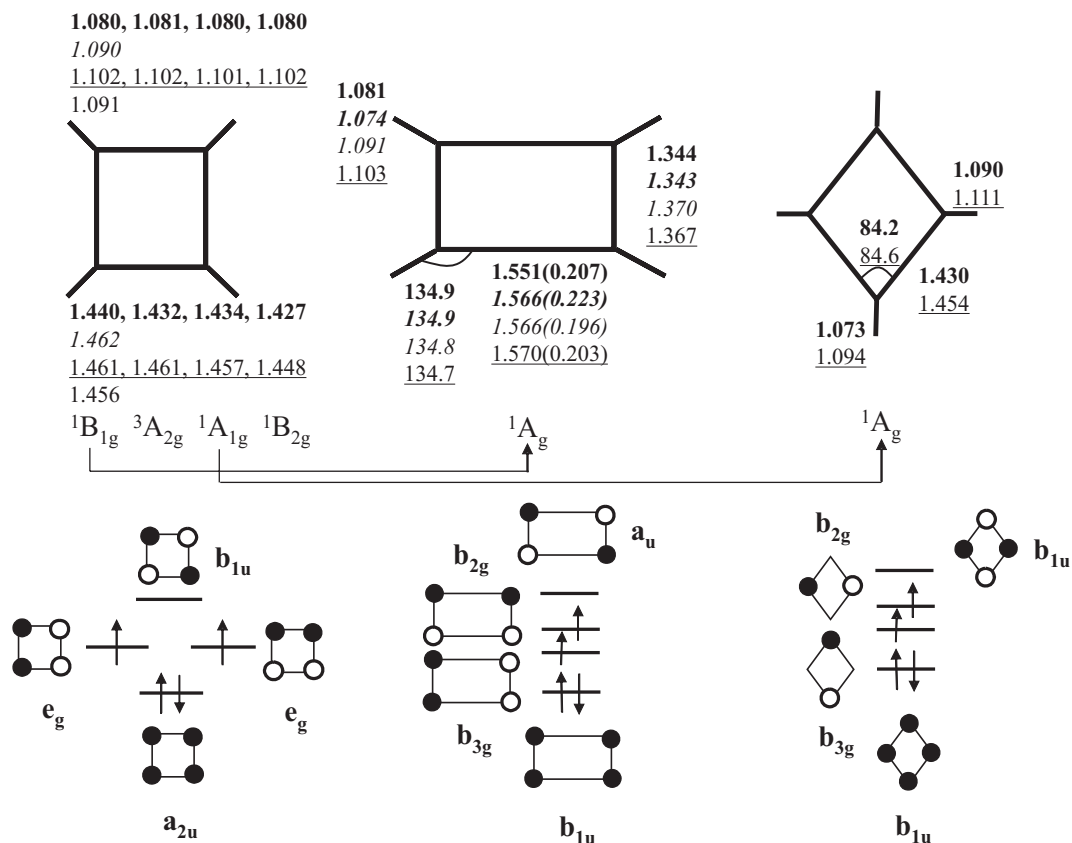 1.080, 1.081, 1.080, 1.080
1.090
1.102, 1.102, 1.101, 1.102
1.091
1.440, 1.432, 1.434, 1.427
1.462
1.461, 1.461, 1.457, 1.448
1.456
1.081
1.074
1.091
1.103
1.344
1.343
1.370
1.367
134.9
134.9
134.8
134.7
1.551(0.207)
1.566(0.223)
1.566(0.196)
1.570(0.203)
1.090
1.111
84.2
84.6
1.430
1.454
1.073
1.094
¹B₁g ³A₂g ¹A₁g ¹B₂g
¹Ag
¹Ag
b₁u
eg
eg
a₂u
au
b₂g
b₃g
b₁u
b₂g
b₁u
b₃g
b₁u